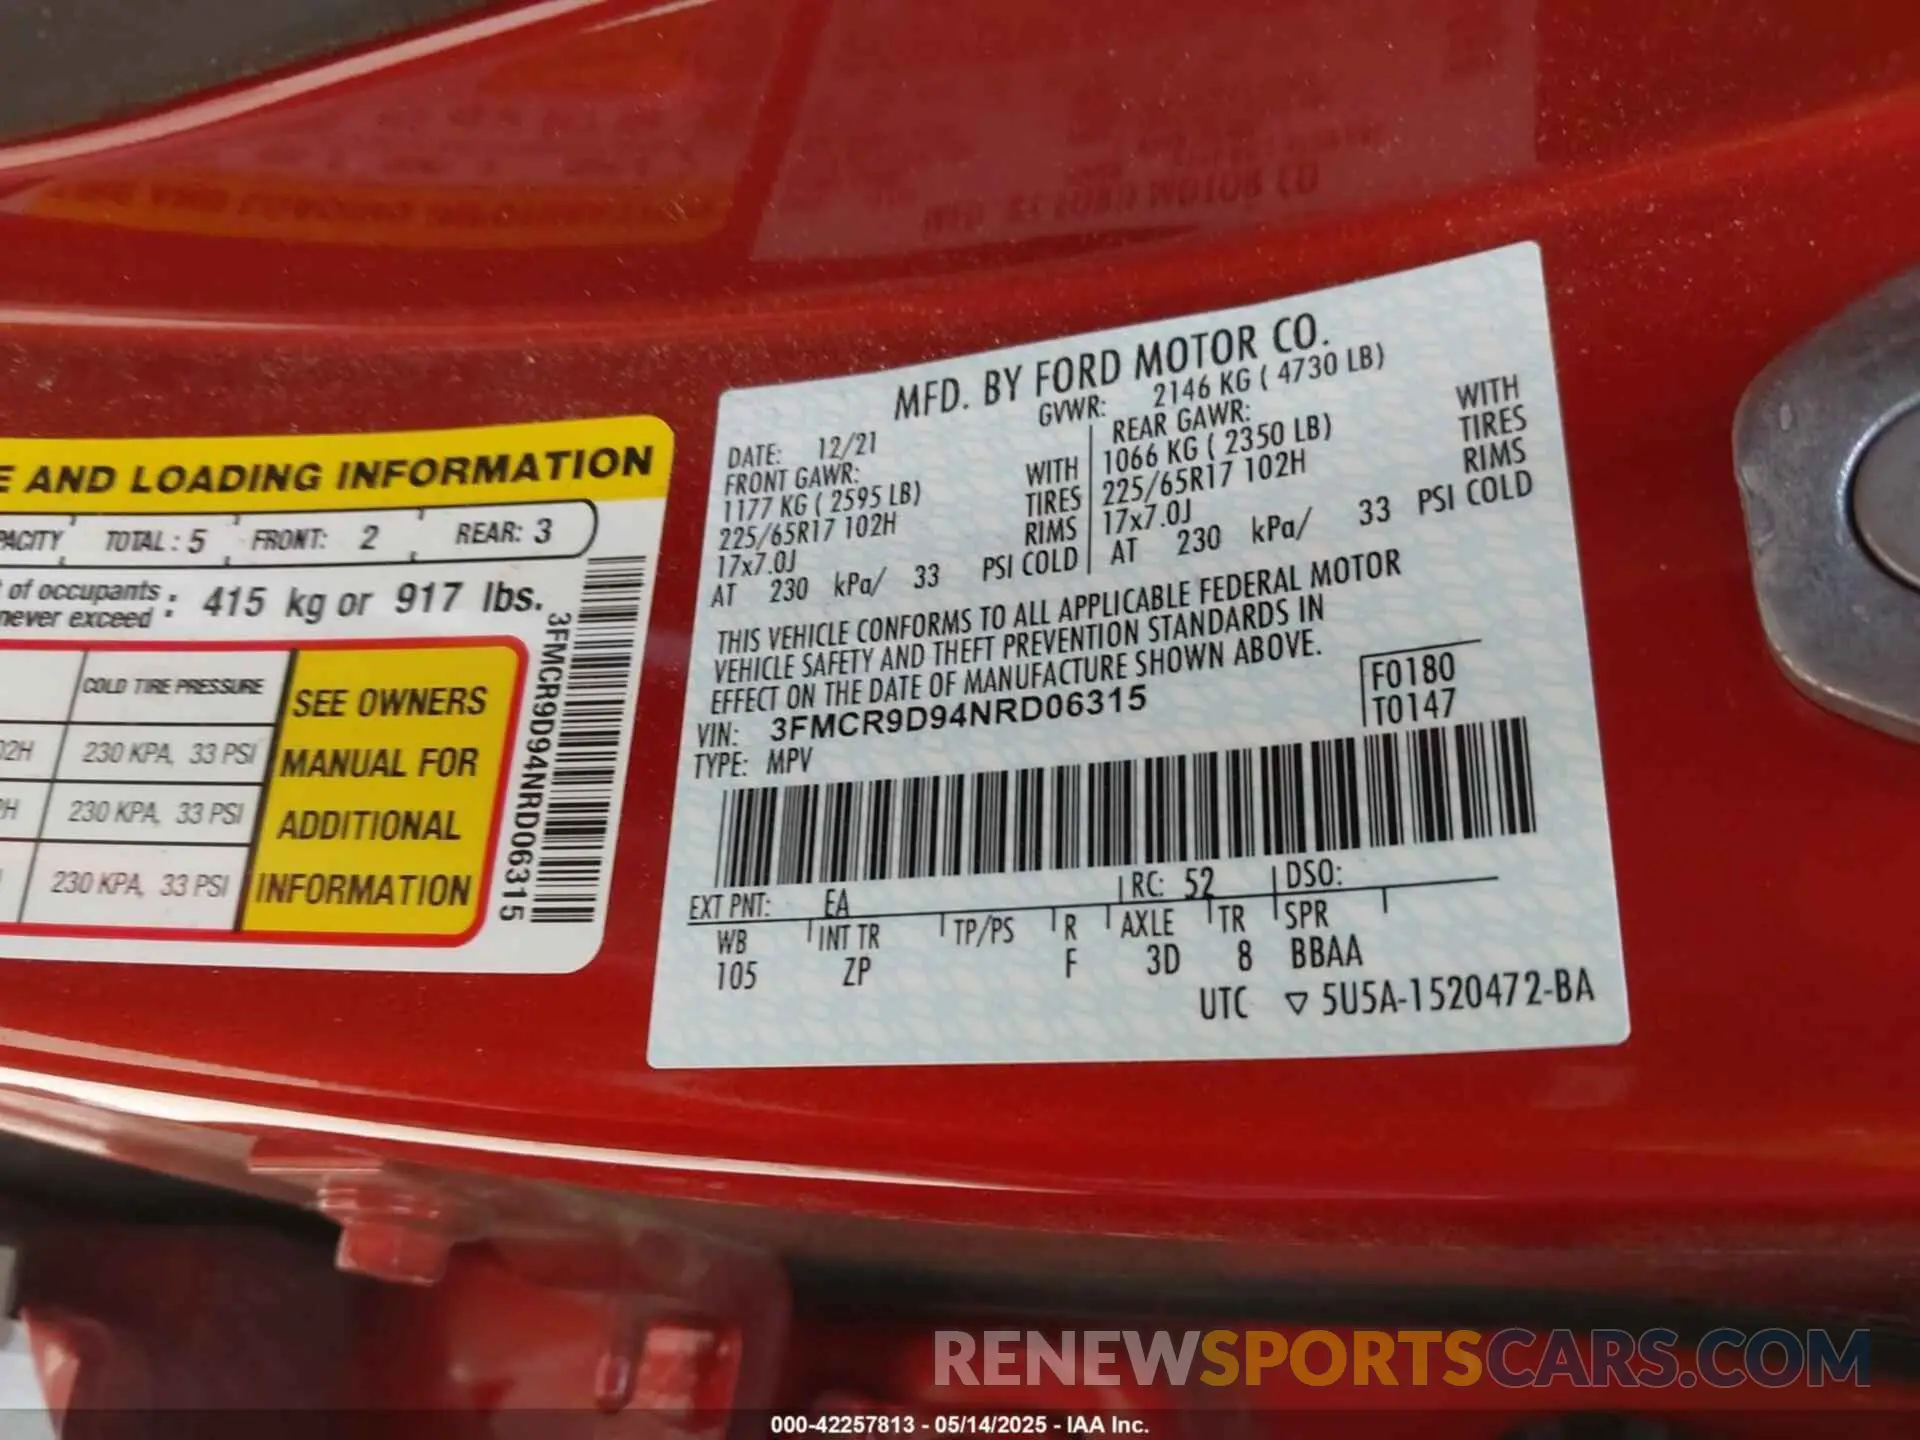 E AND LOADING INFORMATION
PACITY TOTAL: 5 FRONT: 2 REAR: 3
of occupants
never exceed : 415 kg or 917 lbs.
COLD TIRE PRESSURE
02H 230 KPA, 33 PSI
H 230 KPA, 33 PSI
230 KPA, 33 PSI
SEE OWNERS
MANUAL FOR
ADDITIONAL
INFORMATION
3FMCR9D94NRD06315
MFD. BY FORD MOTOR CO.
DATE: 12/21 GVWR: 2146 KG ( 4730 LB)
FRONT GAWR: REAR GAWR:
1177 KG ( 2595 LB) WITH 1066 KG ( 2350 LB) WITH
225/65R17 102H TIRES 225/65R17 102H TIRES
17x7.0J RIMS 17x7.0J RIMS
AT 230 kPa/ 33 PSI COLD AT 230 kPa/ 33 PSI COLD
THIS VEHICLE CONFORMS TO ALL APPLICABLE FEDERAL MOTOR
VEHICLE SAFETY AND THEFT PREVENTION STANDARDS IN
EFFECT ON THE DATE OF MANUFACTURE SHOWN ABOVE.
VIN: 3FMCR9D94NRD06315 F0180
TYPE: MPV T0147
EXT PNT: EA RC: 52 DSO:
WB INT TR TP/PS R AXLE TR SPR
105 ZP F 3D 8 BBAA
UTC ▽ 5U5A-1520472-BA
RENEWSPORTSCARS.COM
000-42257813 - 05/14/2025 - IAA Inc.